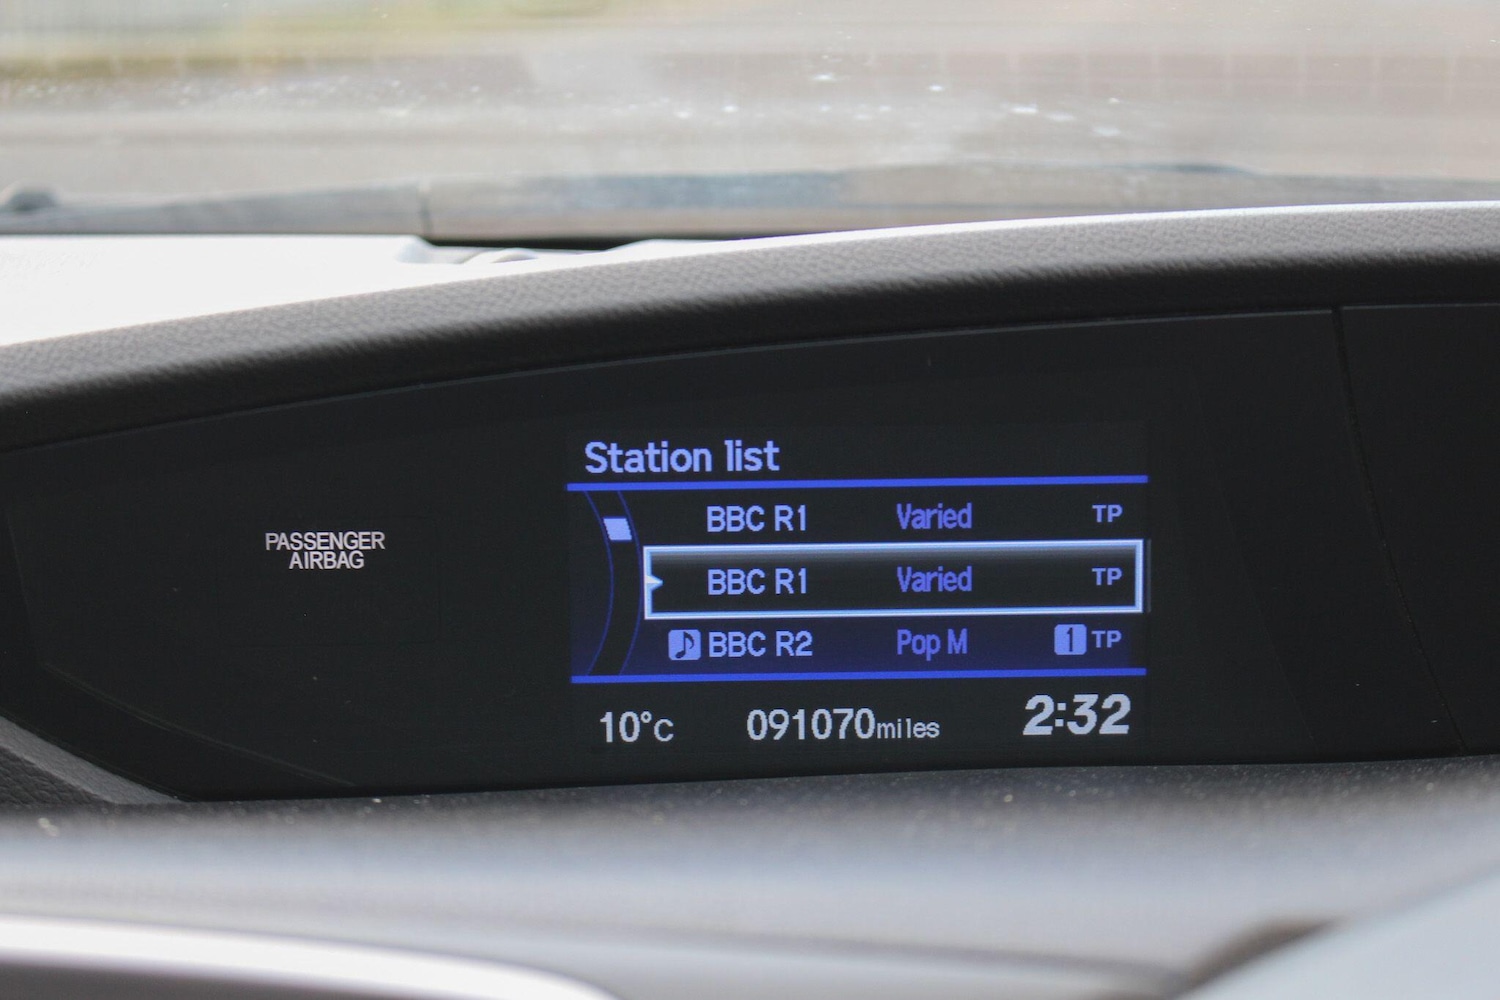 Station list
BBC R1 Varied TP
PASSENGER
AIRBAG
BBC R1 Varied TP
BBC R2 Pop M 1 TP
10°C 091070miles 2:32